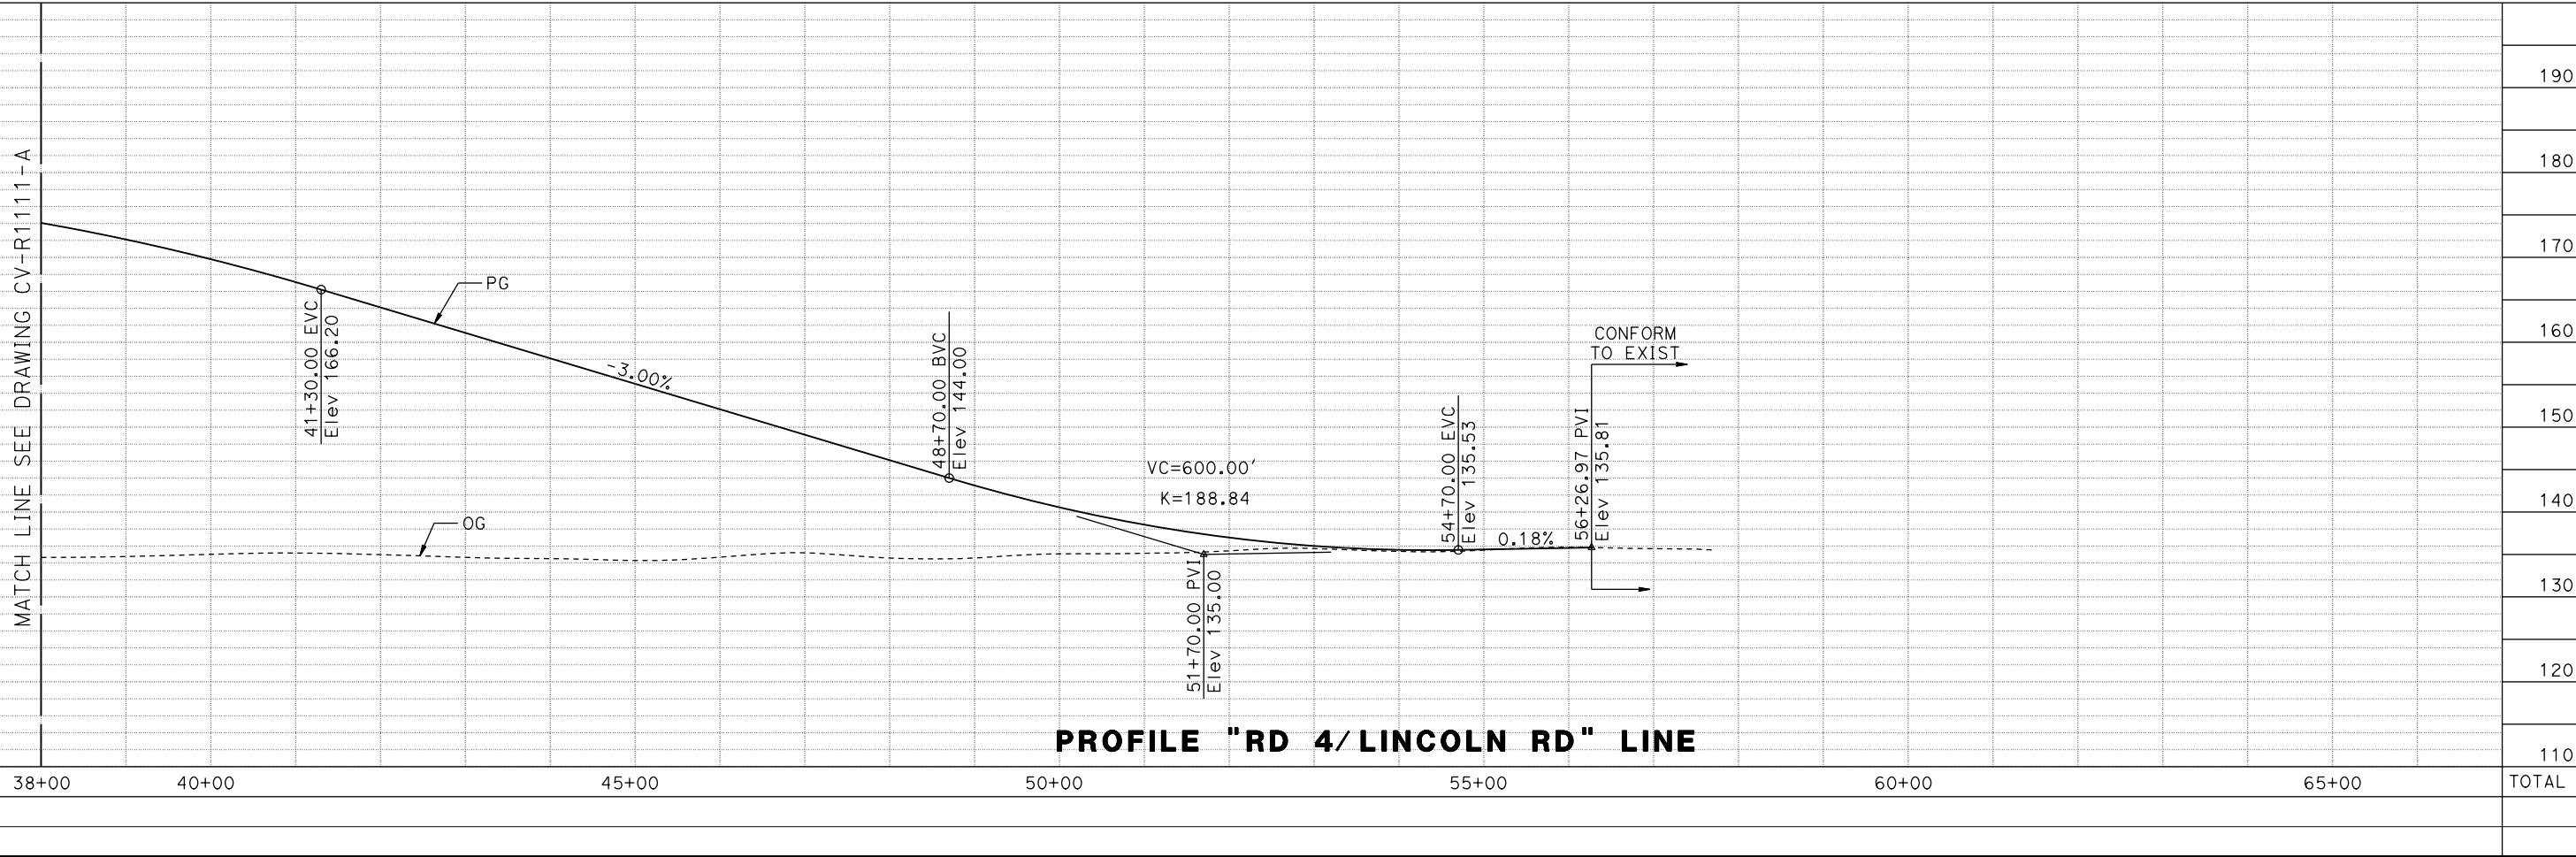 MATCH LINE SEE DRAWING CV-R1111-A
190
180
170
160
150
140
130
120
110
PG
41+30.00 EVC
Elev 166.20
-3.00%
OG
48+70.00 BVC
Elev 144.00
VC=600.00'
K=188.84
51+70.00 PVI
Elev 135.00
54+70.00 EVC
Elev 135.53
0.18%
CONFORM
TO EXIST
56+26.97 PVI
Elev 135.81
PROFILE "RD 4/LINCOLN RD" LINE
38+00 40+00 45+00 50+00 55+00 60+00 65+00 TOTAL